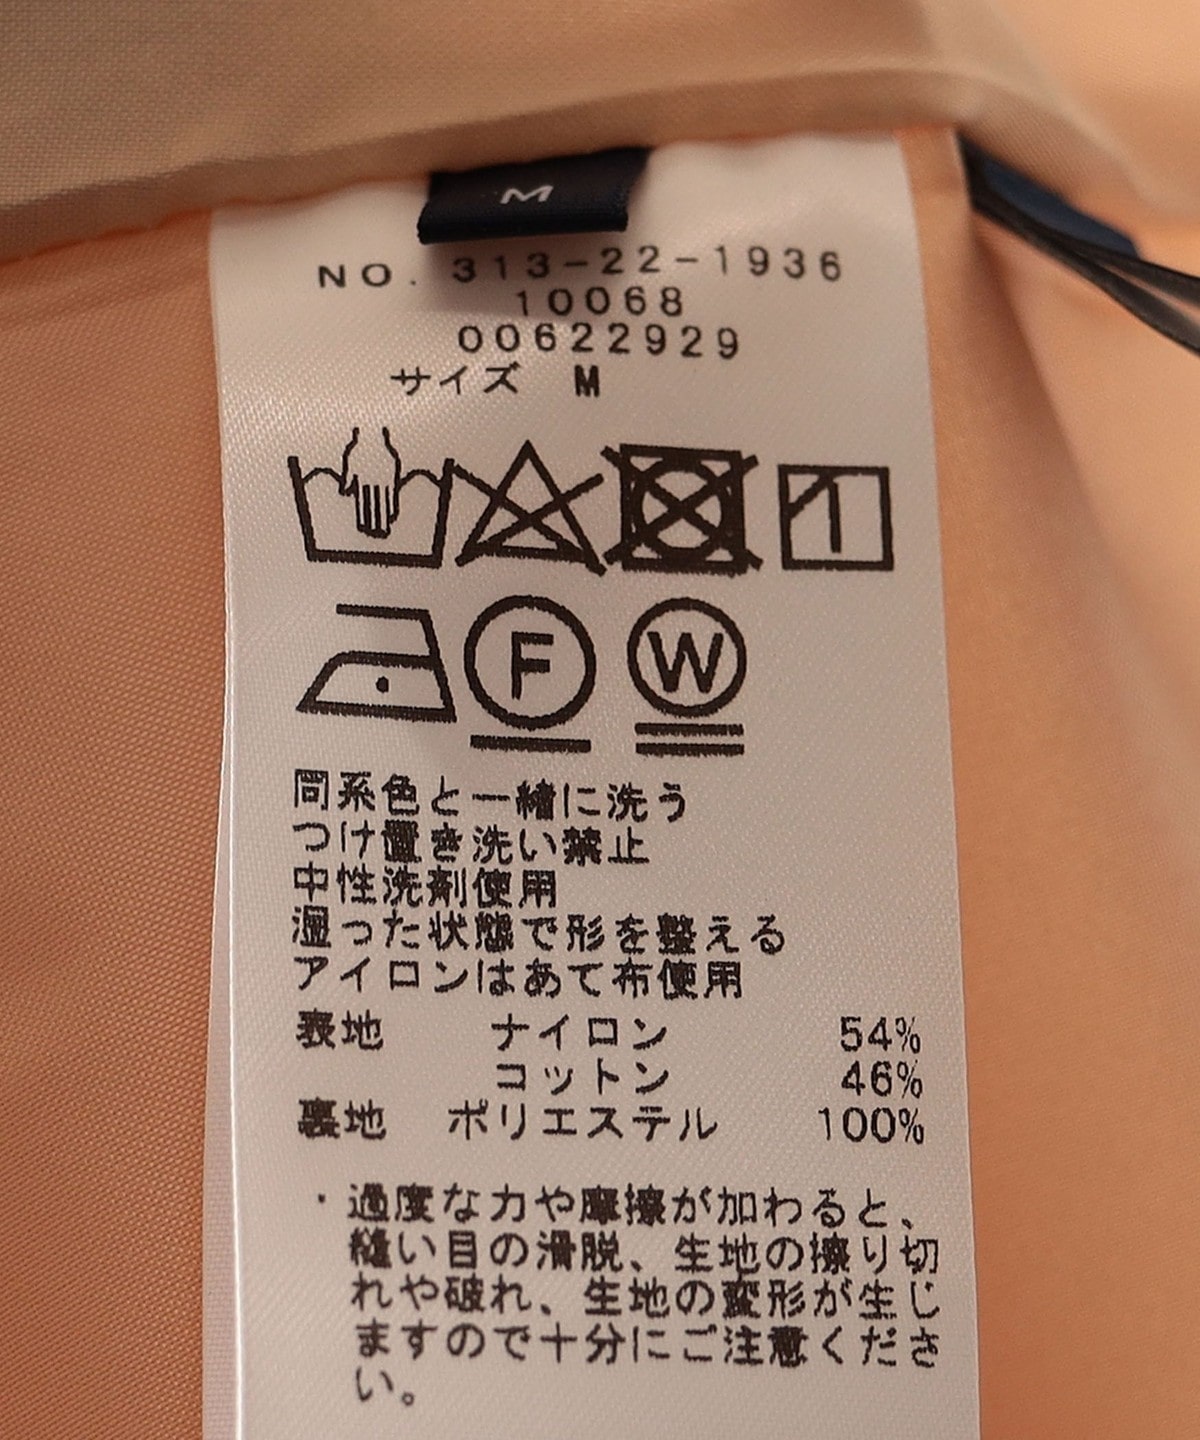 M
NO. 313-22-1936
10068
00622929
サイズ M
F W
同系色と一緒に洗う
つけ置き洗い禁止
中性洗剤使用
湿った状態で形を整える
アイロンはあて布使用
表地 ナイロン 54%
コットン 46%
裏地 ポリエステル 100%
・過度な力や摩擦が加わると、
縫い目の滑脱、生地の擦り切
れや破れ、生地の変形が生じ
ますので十分にご注意くださ
い。